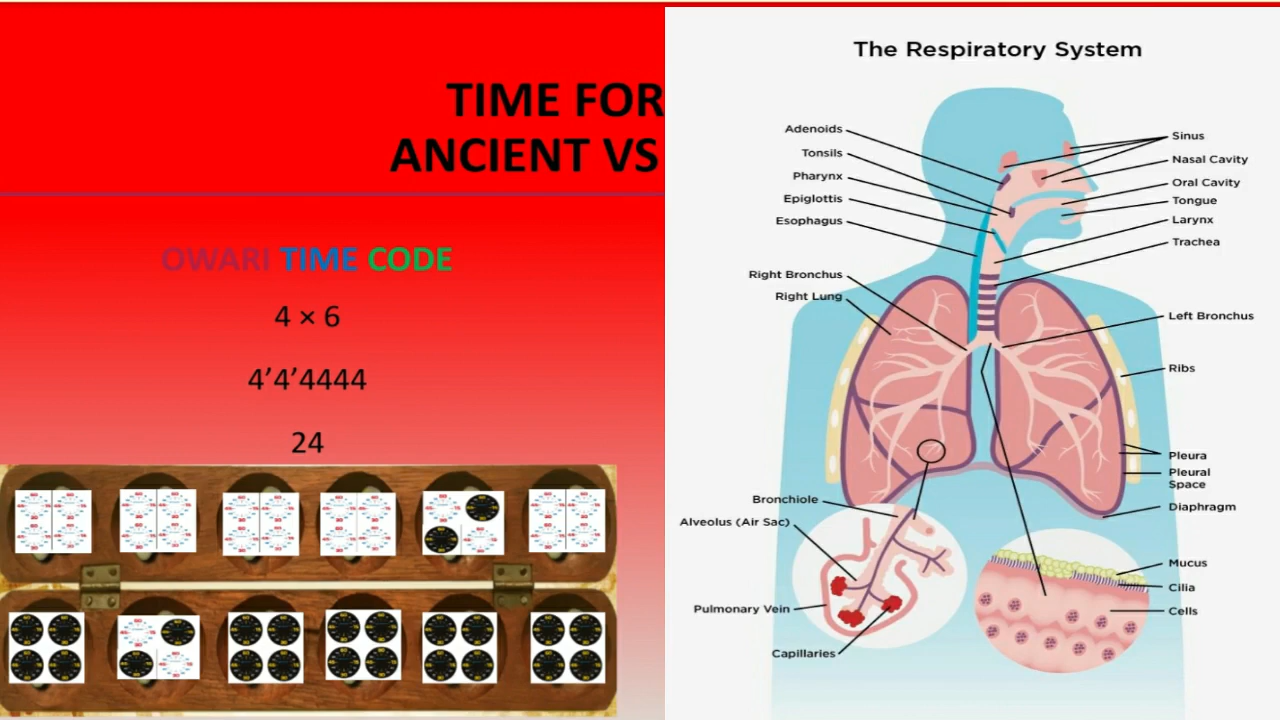 TIME FOR
ANCIENT VS
OWARI TIME CODE
4 × 6
4’4’4444
24
The Respiratory System
Adenoids
Tonsils
Pharynx
Epiglottis
Esophagus
Right Bronchus
Right Lung
Sinus
Nasal Cavity
Oral Cavity
Tongue
Larynx
Trachea
Left Bronchus
Ribs
Pleura
Pleural
Space
Diaphragm
Bronchiole
Alveolus (Air Sac)
Pulmonary Vein
Capillaries
Mucus
Cilia
Cells